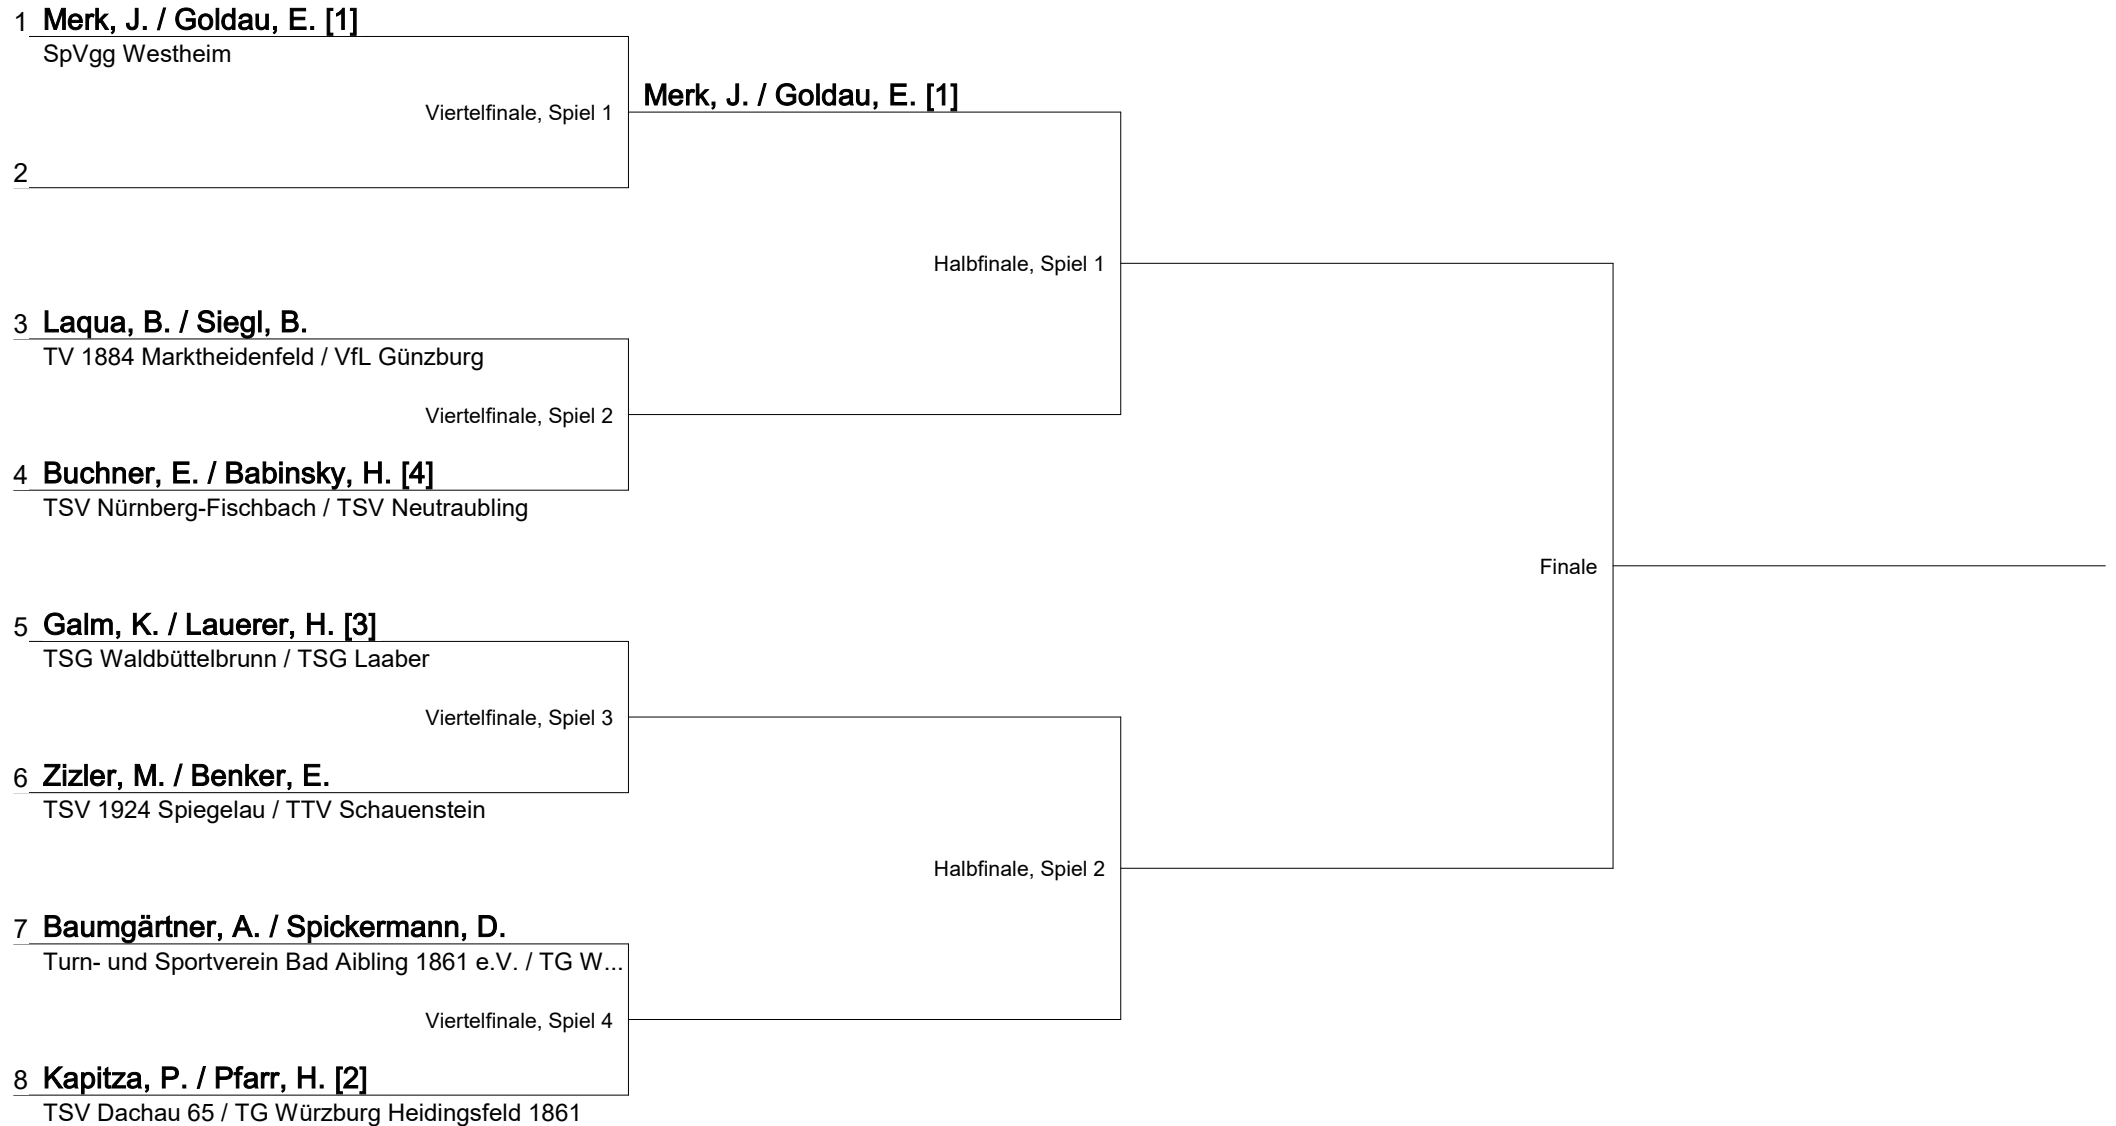 1 Merk, J. / Goldau, E. [1]
SpVgg Westheim
Merk, J. / Goldau, E. [1]
Viertelfinale, Spiel 1
2
Halbfinale, Spiel 1
3 Laqua, B. / Siegl, B.
TV 1884 Marktheidenfeld / VfL Günzburg
Viertelfinale, Spiel 2
4 Buchner, E. / Babinsky, H. [4]
TSV Nürnberg-Fischbach / TSV Neutraubling
Finale
5 Galm, K. / Lauerer, H. [3]
TSG Waldbüttelbrunn / TSG Laaber
Viertelfinale, Spiel 3
6 Zizler, M. / Benker, E.
TSV 1924 Spiegelau / TTV Schauenstein
Halbfinale, Spiel 2
7 Baumgärtner, A. / Spickermann, D.
Turn- und Sportverein Bad Aibling 1861 e.V. / TG W...
Viertelfinale, Spiel 4
8 Kapitza, P. / Pfarr, H. [2]
TSV Dachau 65 / TG Würzburg Heidingsfeld 1861